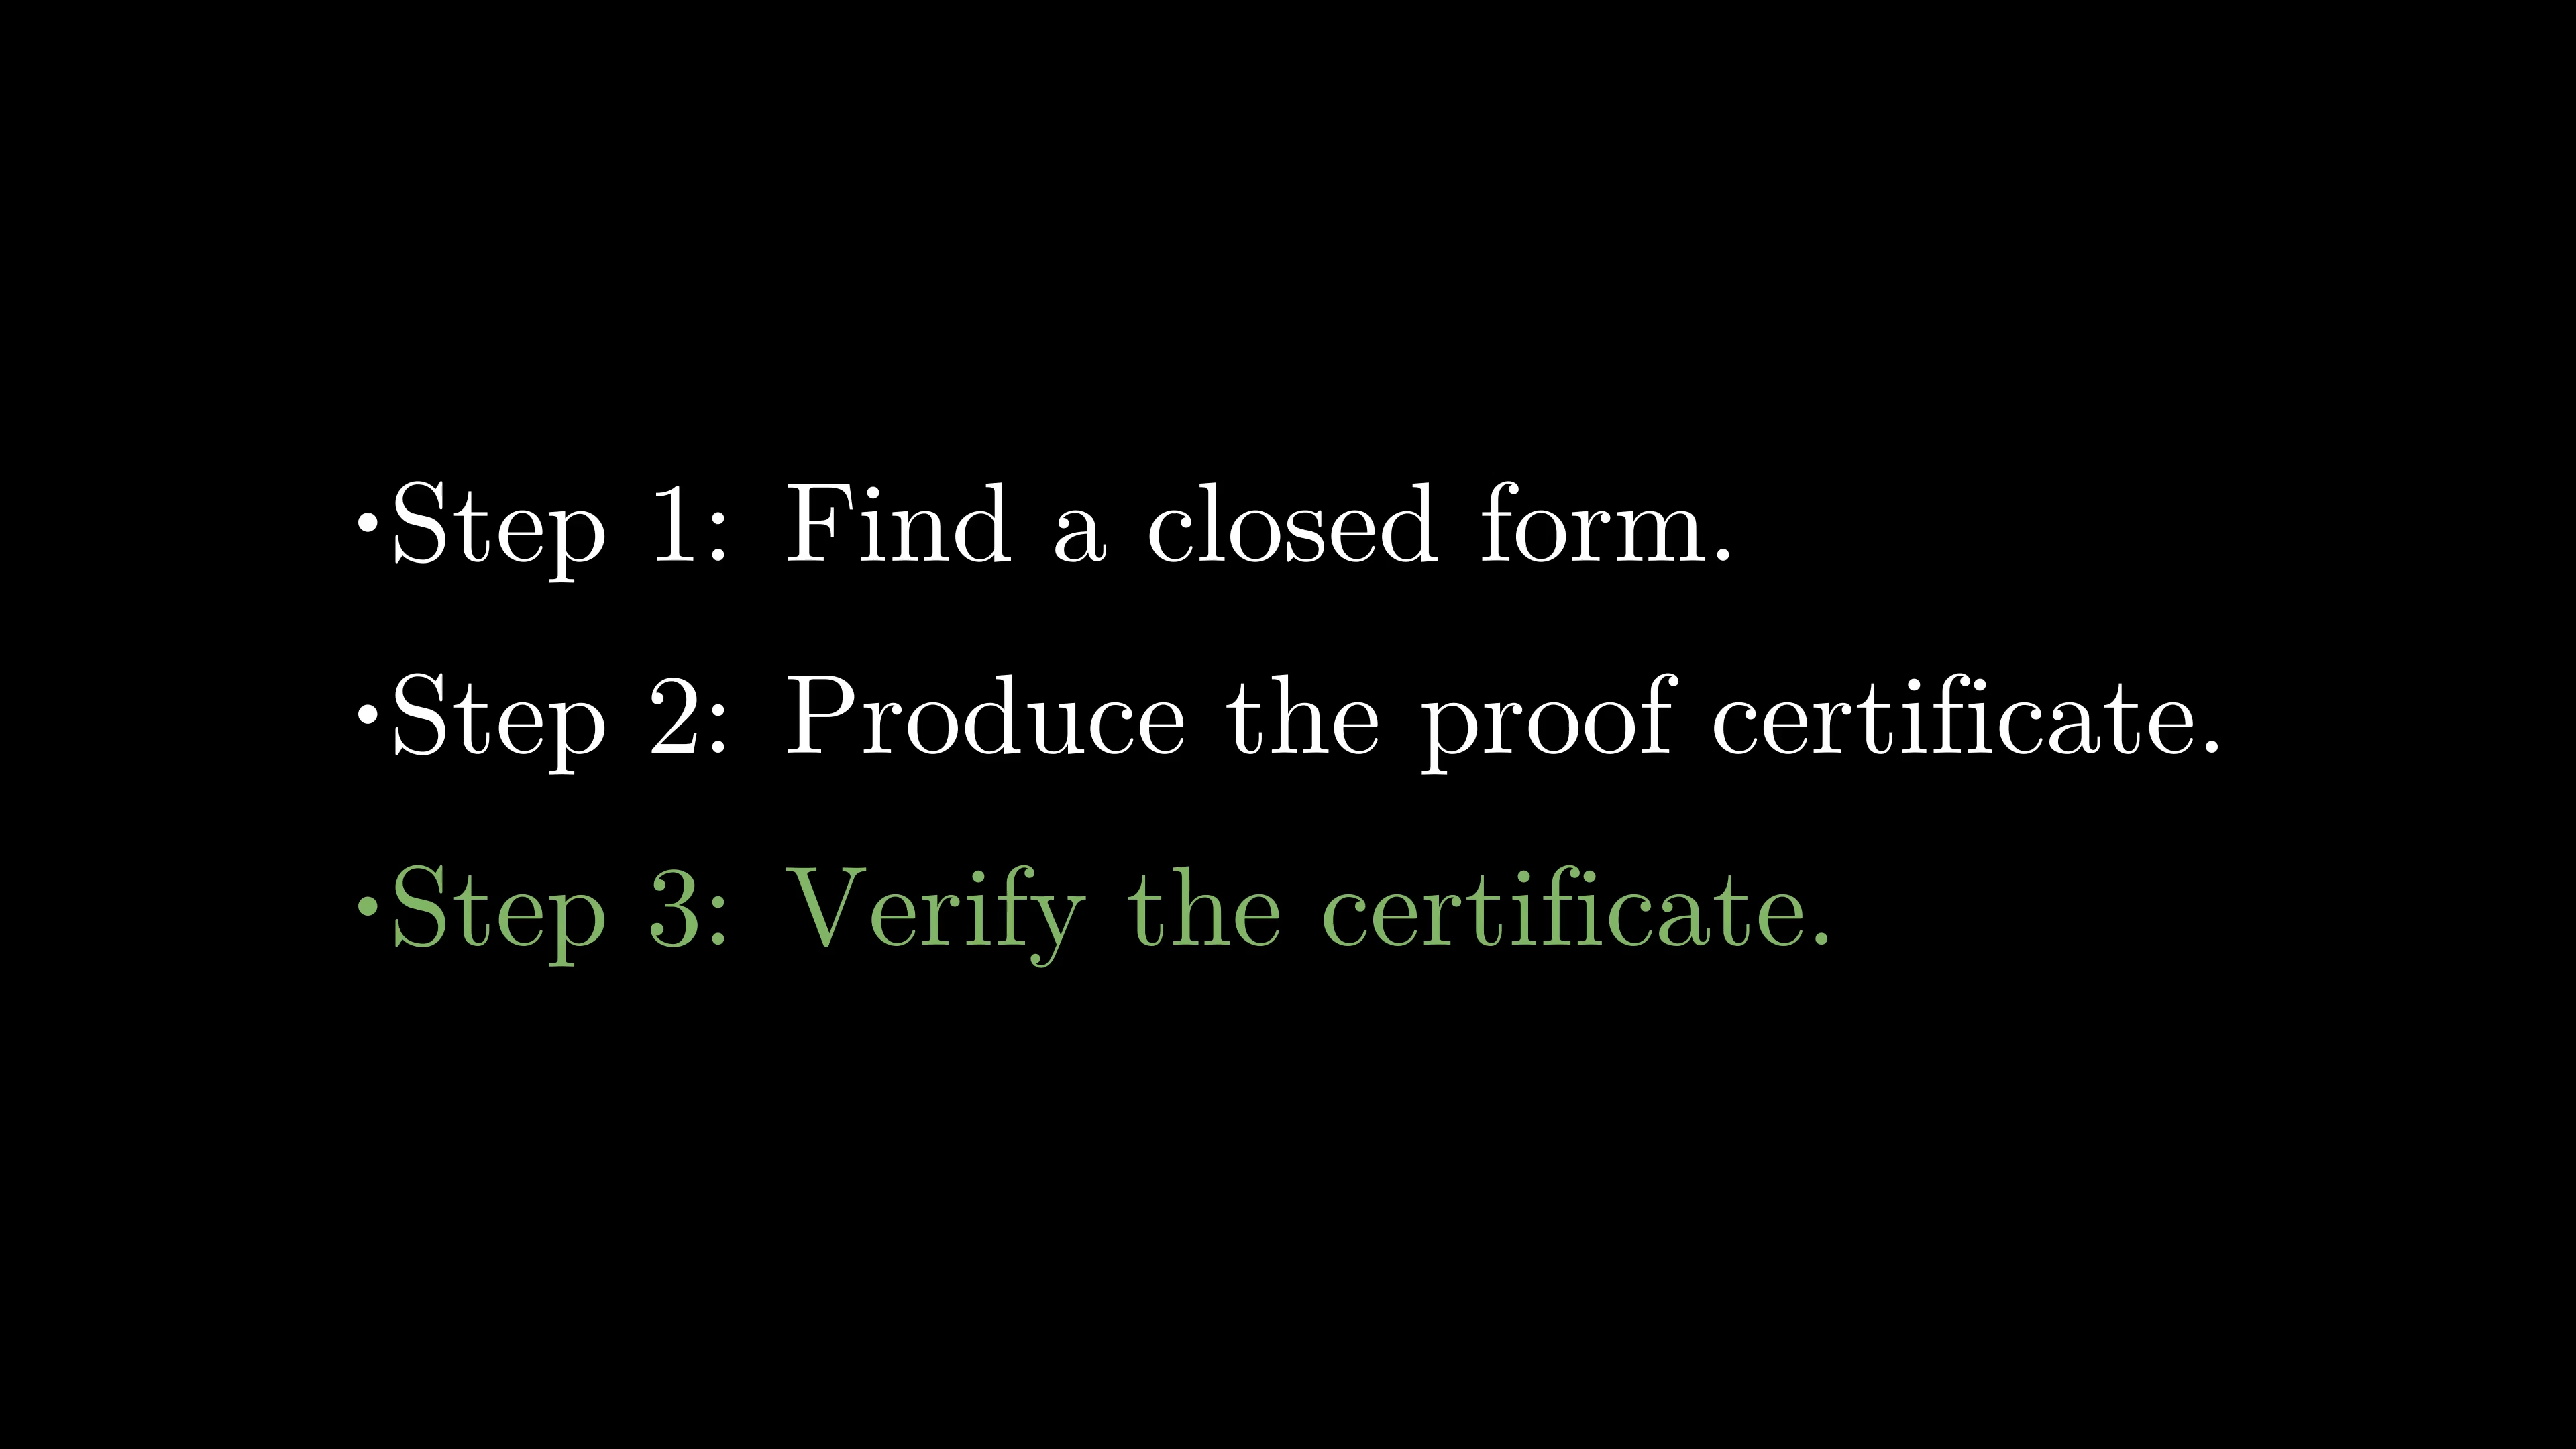 •Step 1: Find a closed form.
•Step 2: Produce the proof certificate.
•Step 3: Verify the certificate.